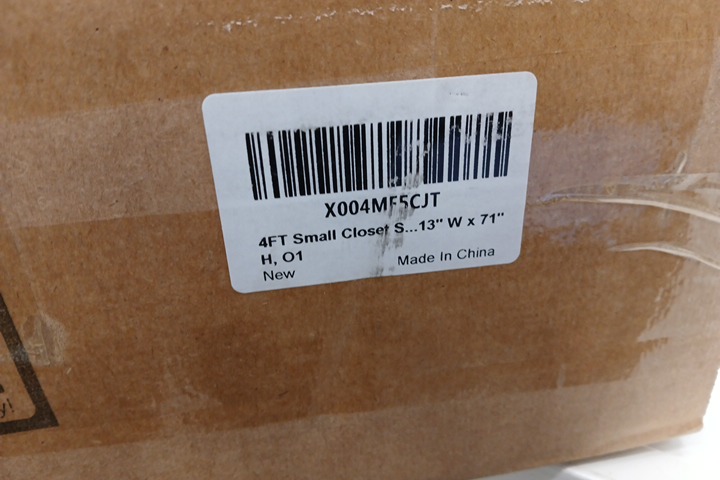 X004MF5CJT
4FT Small Closet S...13" W x 71"
H, O1
New
Made In China